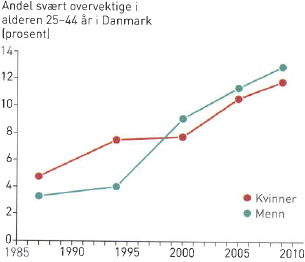 Andel svært overvektige i
alderen 25–44 år i Danmark
(prosent)
14
12
10
8
6
4
2
0
1985 1990 1995 2000 2005 2010
Kvinner
Menn